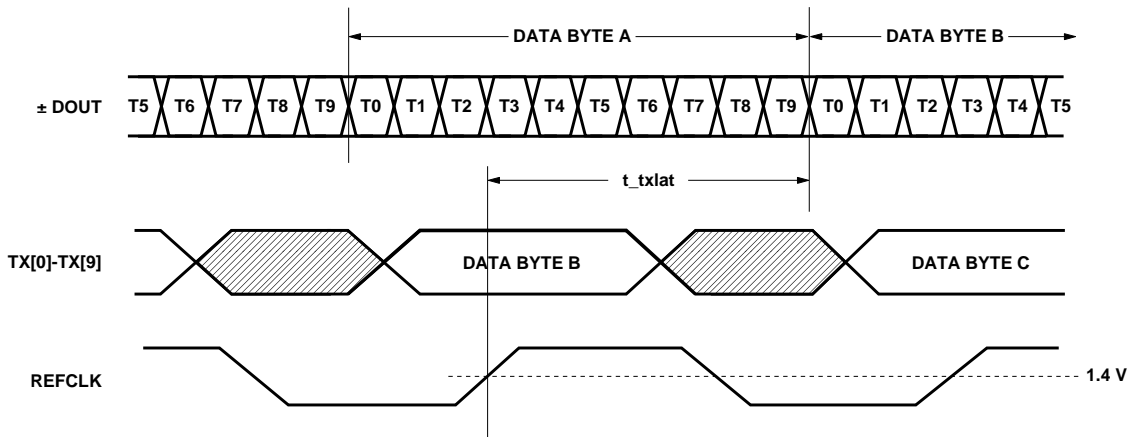 DATA BYTE A DATA BYTE B
± DOUT T5 T6 T7 T8 T9 T0 T1 T2 T3 T4 T5 T6 T7 T8 T9 T0 T1 T2 T3 T4 T5
t_txlat
TX[0]-TX[9] DATA BYTE B DATA BYTE C
REFCLK 1.4 V